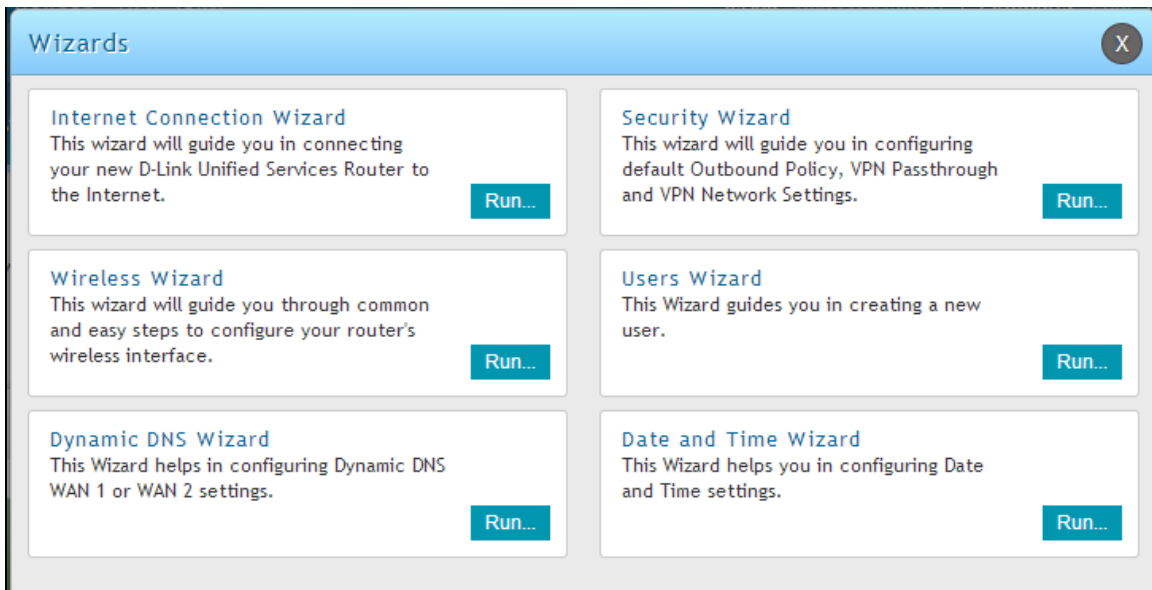 Wizards
X
Internet Connection Wizard
This wizard will guide you in connecting
your new D-Link Unified Services Router to
the Internet.
Run...
Security Wizard
This wizard will guide you in configuring
default Outbound Policy, VPN Passthrough
and VPN Network Settings.
Run...
Wireless Wizard
This wizard will guide you through common
and easy steps to configure your router's
wireless interface.
Run...
Users Wizard
This Wizard guides you in creating a new
user.
Run...
Dynamic DNS Wizard
This Wizard helps in configuring Dynamic DNS
WAN 1 or WAN 2 settings.
Run...
Date and Time Wizard
This Wizard helps you in configuring Date
and Time settings.
Run...